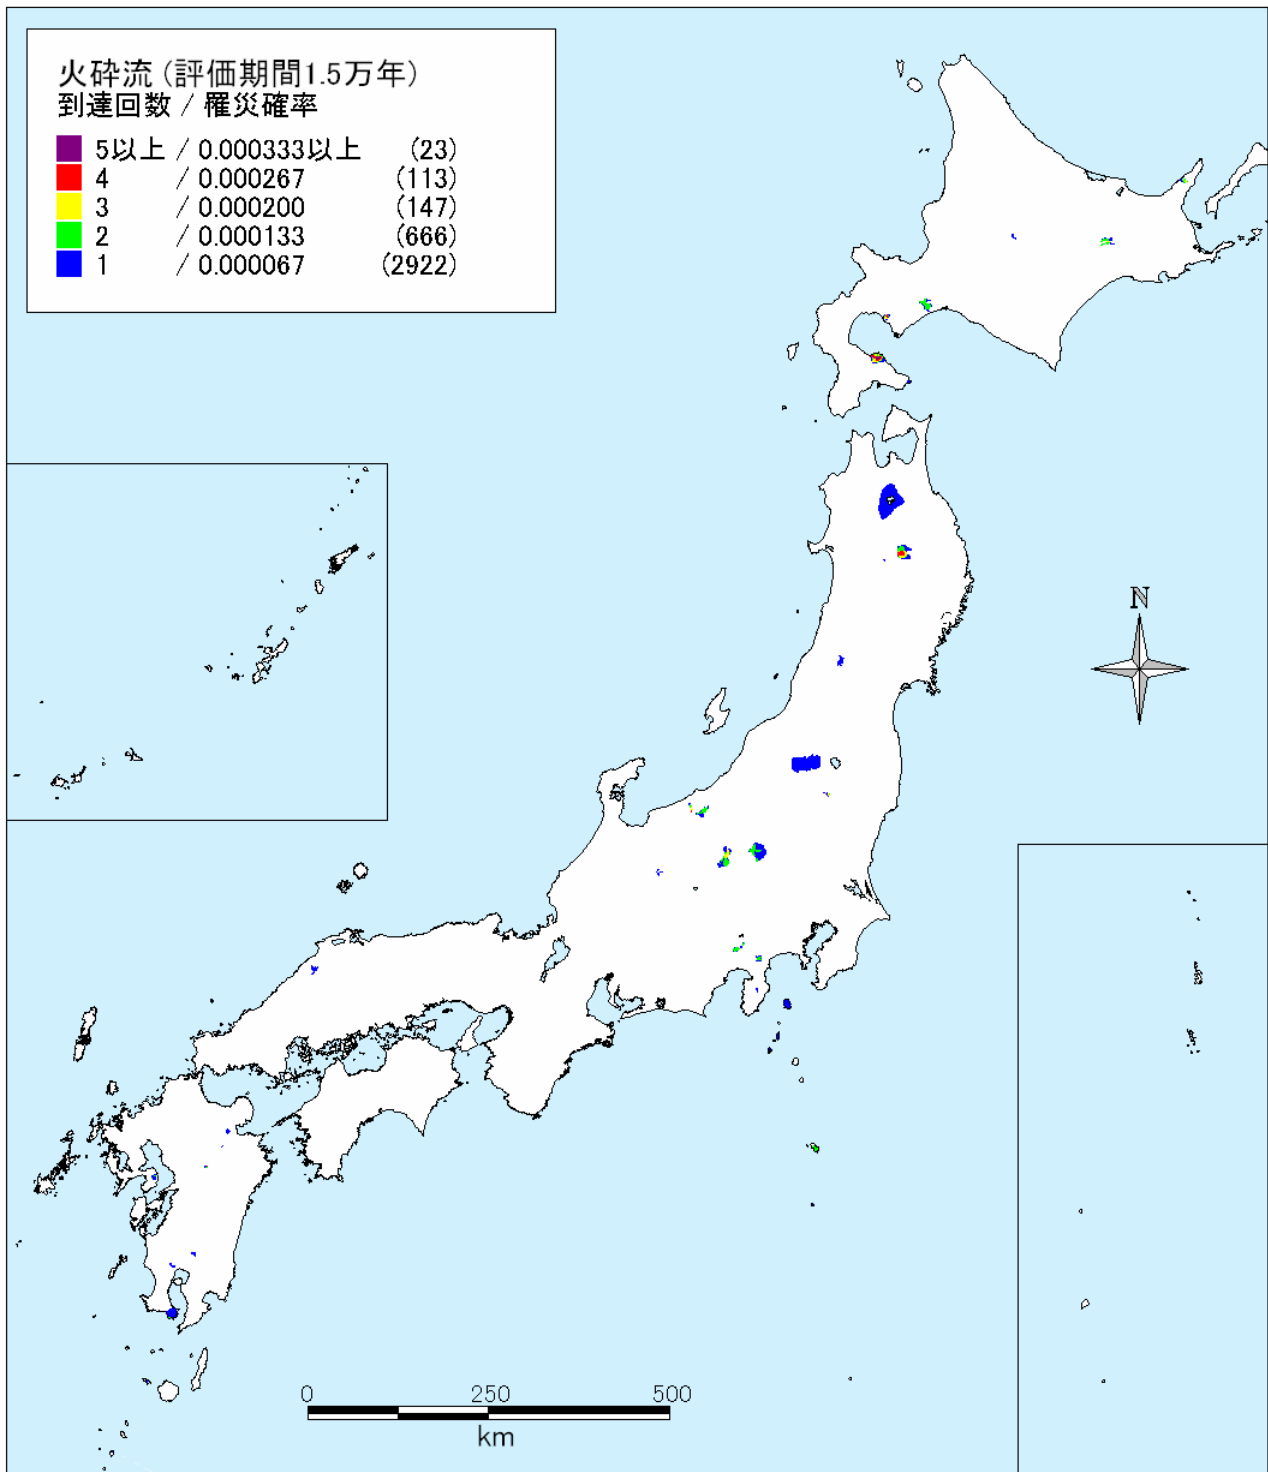 火砕流(評価期間1.5万年)
到達回数 / 罹災確率
5以上 / 0.000333以上 (23)
4 / 0.000267 (113)
3 / 0.000200 (147)
2 / 0.000133 (666)
1 / 0.000067 (2922)
N
0 250 500
km